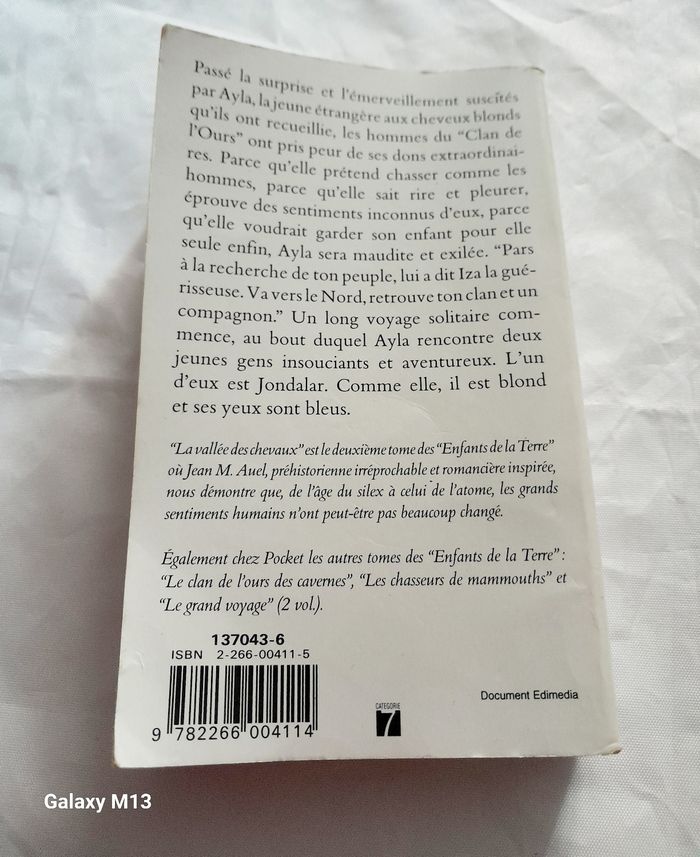 Passé la surprise et l'émerveillement suscités
par Ayla, la jeune étrangère aux cheveux blonds
qu'ils ont recueillie, les hommes du “Clan de
l'Ours” ont pris peur de ses dons extraordinai-
res. Parce qu'elle prétend chasser comme les
hommes, parce qu'elle sait rire et pleurer,
éprouve des sentiments inconnus d'eux, parce
qu'elle voudrait garder son enfant pour elle
seule enfin, Ayla sera maudite et exilée. “Pars
à la recherche de ton peuple, lui a dit Iza la gué-
risseuse. Va vers le Nord, retrouve ton clan et un
compagnon.” Un long voyage solitaire com-
mence, au bout duquel Ayla rencontre deux
jeunes gens insouciants et aventureux. L'un
d'eux est Jondalar. Comme elle, il est blond
et ses yeux sont bleus.
“La vallée des chevaux” est le deuxième tome des “Enfants de la Terre”
où Jean M. Auel, préhistorienne irréprochable et romancière inspirée,
nous démontre que, de l'âge du silex à celui de l'atome, les grands
sentiments humains n'ont peut-être pas beaucoup changé.
Également chez Pocket les autres tomes des “Enfants de la Terre” :
“Le clan de l'ours des cavernes”, “Les chasseurs de mammouths” et
“Le grand voyage” (2 vol.).
137043-6
ISBN 2-266-00411-5
9 782266 004114
CATEGORIE
7
Document Edimedia
Galaxy M13